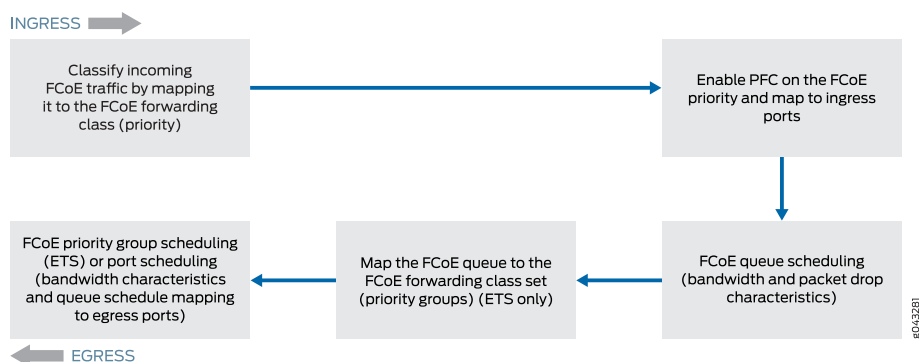 INGRESS
Classify incoming
FCoE traffic by mapping
it to the FCoE forwarding
class (priority)
Enable PFC on the FCoE
priority and map to ingress
ports
FCoE queue scheduling
(bandwidth and packet drop
characteristics)
Map the FCoE queue to the
FCoE forwarding class set
(priority groups) (ETS only)
FCoE priority group scheduling
(ETS) or port scheduling
(bandwidth characteristics
and queue schedule mapping
to egress ports)
EGRESS
g043281